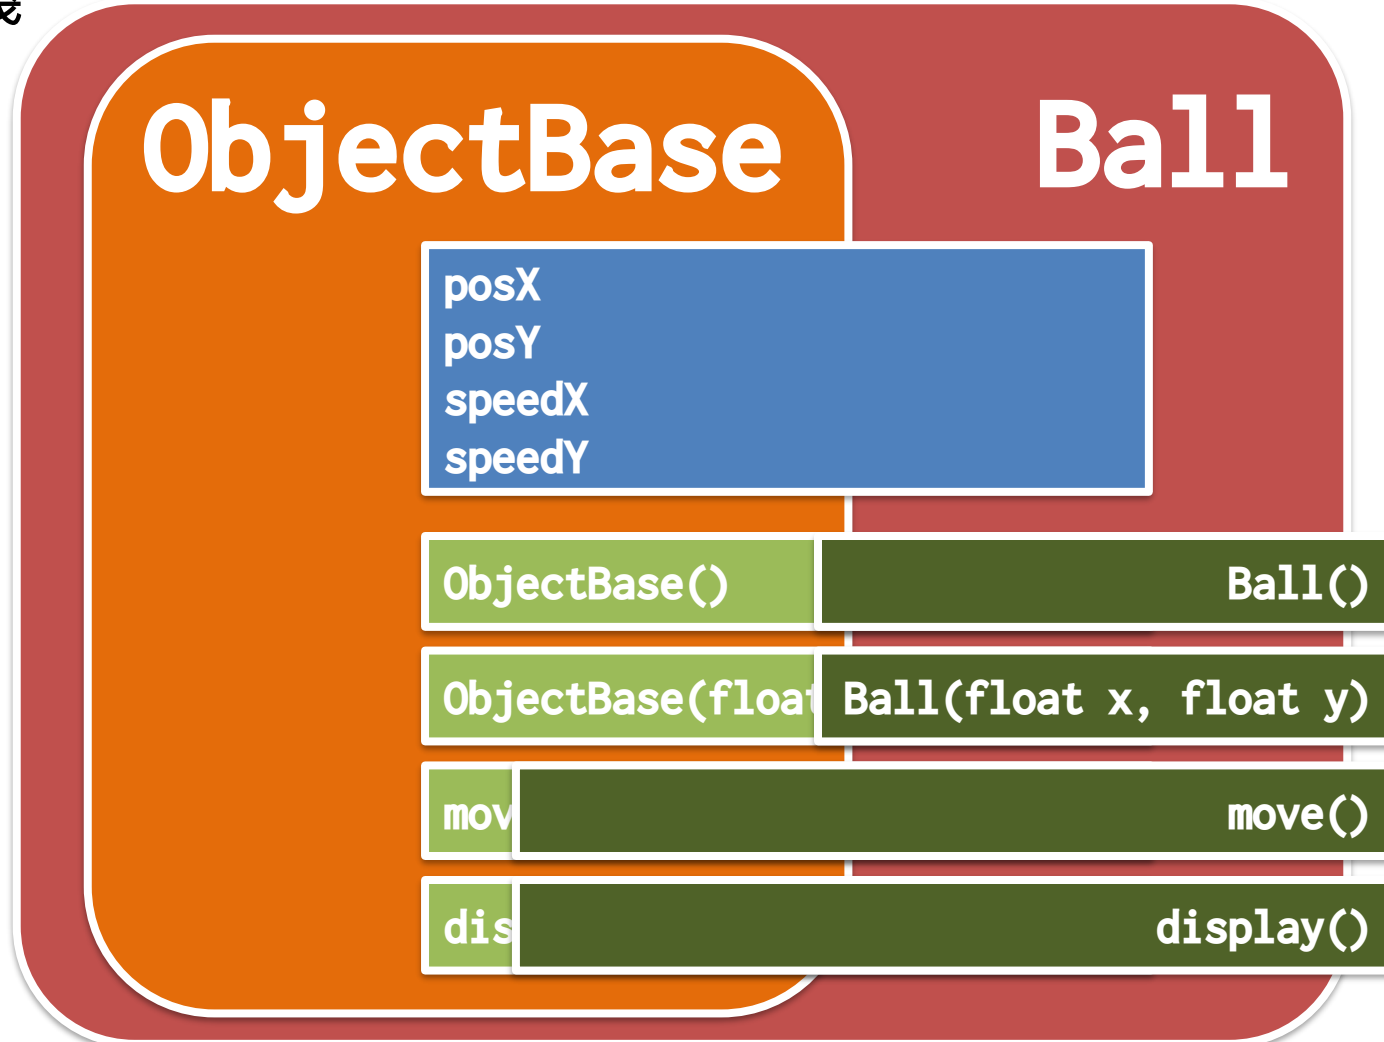 ObjectBase
Ball
posX
posY
speedX
speedY
ObjectBase()
Ball()
ObjectBase(float
Ball(float x, float y)
mov
move()
dis
display()